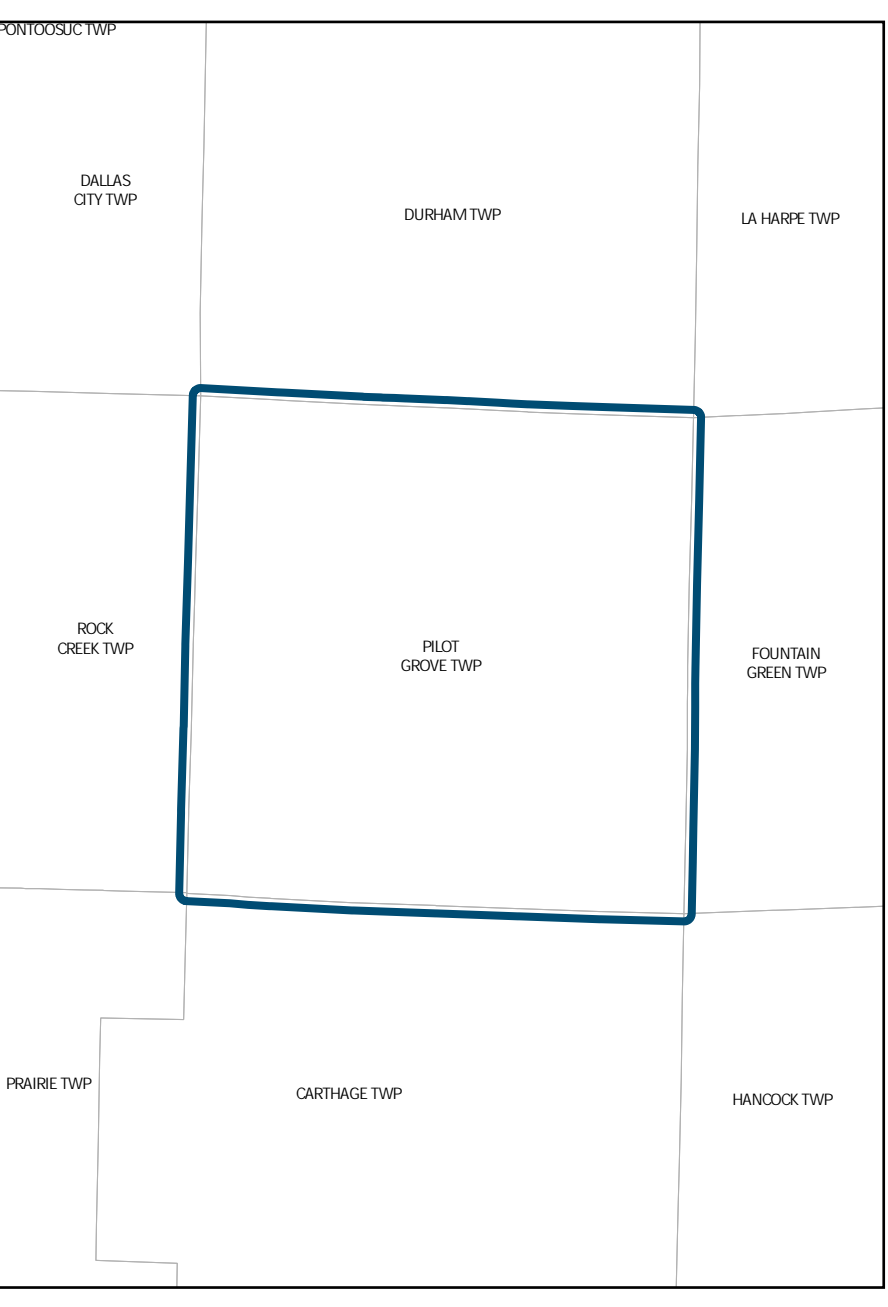 PONTOOSUC TWP
DALLAS
CITY TWP
DURHAM TWP
LA HARPE TWP
ROCK
CREEK TWP
PILOT
GROVE TWP
FOUNTAIN
GREEN TWP
PRAIRIE TWP
CARTHAGE TWP
HANCOCK TWP